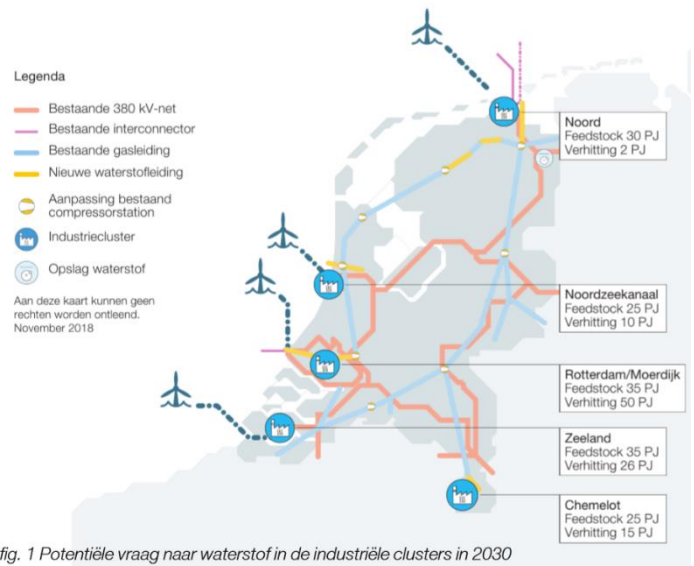 Legenda
Bestaande 380 kV-net
Bestaande interconnector
Bestaande gasleiding
Nieuwe waterstofleiding
Aanpassing bestaand
compressorstation
Industriecluster
Opslag waterstof
Aan deze kaart kunnen geen
rechten worden ontleend.
November 2018
Noord
Feedstock 30 PJ
Verhitting 2 PJ
Noordzeekanaal
Feedstock 25 PJ
Verhitting 10 PJ
Rotterdam/Moerdijk
Feedstock 35 PJ
Verhitting 50 PJ
Zeeland
Feedstock 35 PJ
Verhitting 26 PJ
Chemelot
Feedstock 25 PJ
Verhitting 15 PJ
fig. 1 Potentiële vraag naar waterstof in de industriële clusters in 2030